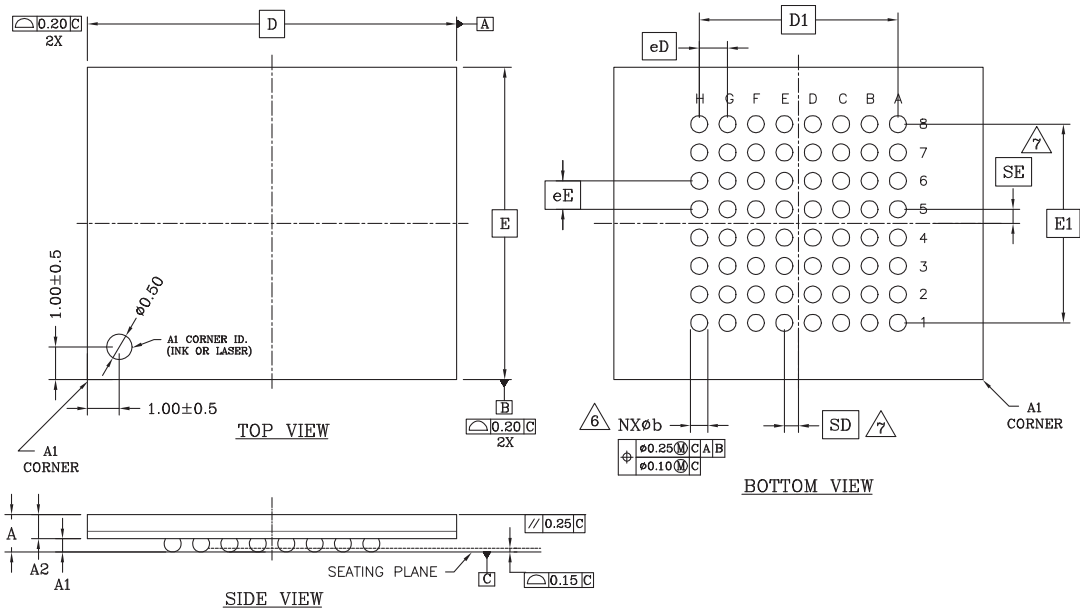 0.20 C
2X
D
A
1.00±0.5
ø0.50
A1 CORNER ID.
(INK OR LASER)
E
1.00±0.5
B
0.20 C
2X
A1
CORNER
TOP VIEW
D1
eD
H G F E D C B A
8
7
6
5
4
3
2
1
eE
7
SE
E1
6 NXøb
ø0.25 M C A B
ø0.10 M C
SD 7
A1
CORNER
BOTTOM VIEW
A
A2
A1
// 0.25 C
SEATING PLANE
C
0.15 C
SIDE VIEW